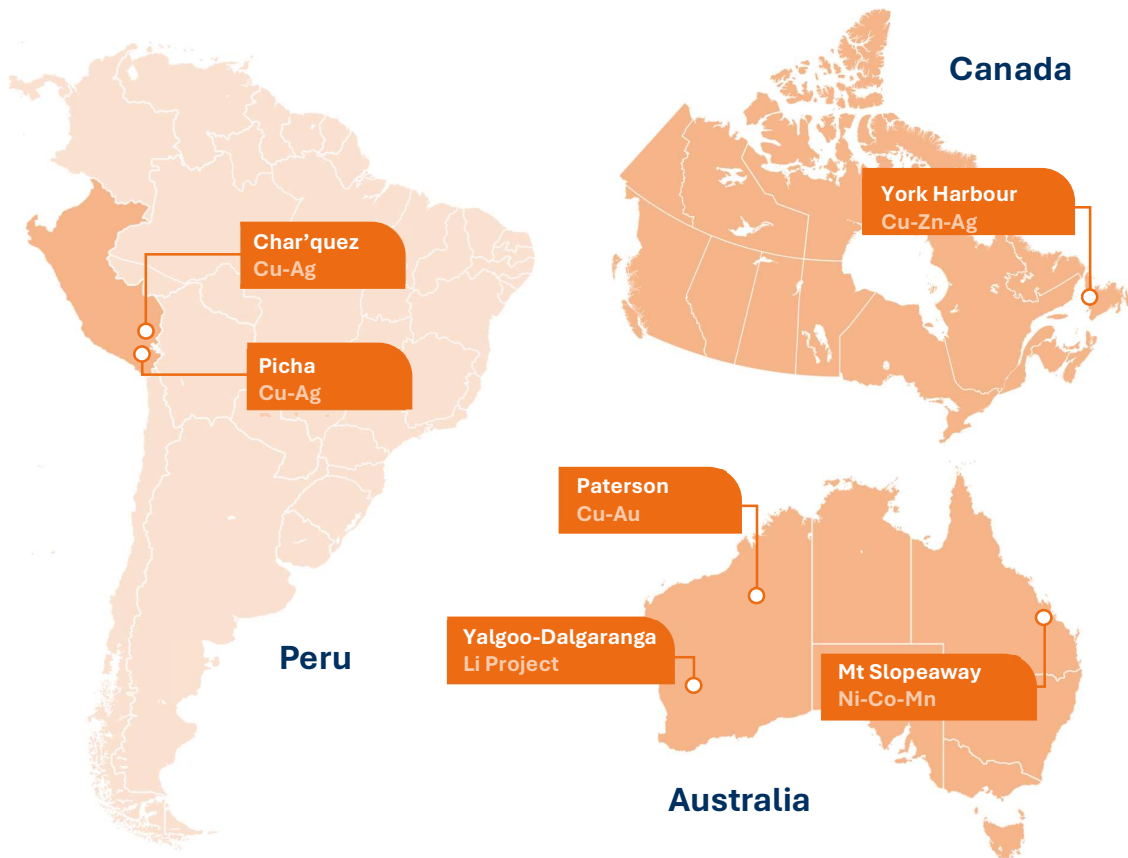 Canada
York Harbour
Cu-Zn-Ag
Char’quez
Cu-Ag
Picha
Cu-Ag
Peru
Paterson
Cu-Au
Yalgoo-Dalgaranga
Li Project
Mt Slopeaway
Ni-Co-Mn
Australia